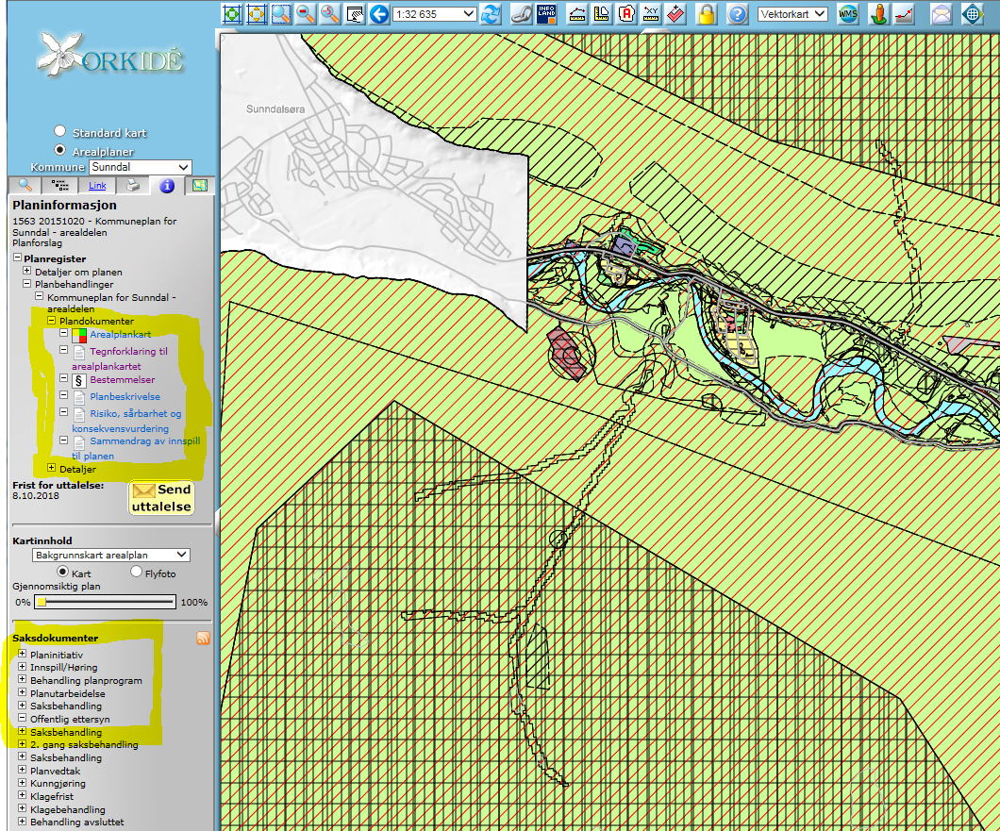 ORKIDÉ
1:32 635
INFO LAND
XY
Vektorkart
WMS
Standard kart
Arealplaner
Kommune Sunndal
Link
Planinformasjon
1563 20151020 - Kommuneplan for
Sunndal - arealdelen
Planforslag
Planregister
Detaljer om planen
Planbehandlinger
Kommuneplan for Sunndal -
arealdelen
Plandokumenter
Arealplankart
Tegnforklaring til
arealplankartet
§ Bestemmelser
Planbeskrivelse
Risiko, sårbarhet og
konsekvensvurdering
Sammendrag av innspill
til planen
Detaljer
Frist for uttalelse:
8.10.2018
Send
uttalelse
Kartinnhold
Bakgrunnskart arealplan
Kart Flyfoto
Gjennomsiktig plan
0% 100%
Saksdokumenter
Planinitiativ
Innspill/Høring
Behandling planprogram
Planutarbeidelse
Saksbehandling
Offentlig ettersyn
Saksbehandling
2. gang saksbehandling
Saksbehandling
Planvedtak
Kunngjøring
Klagefrist
Klagebehandling
Behandling avsluttet
Sunndalsøra